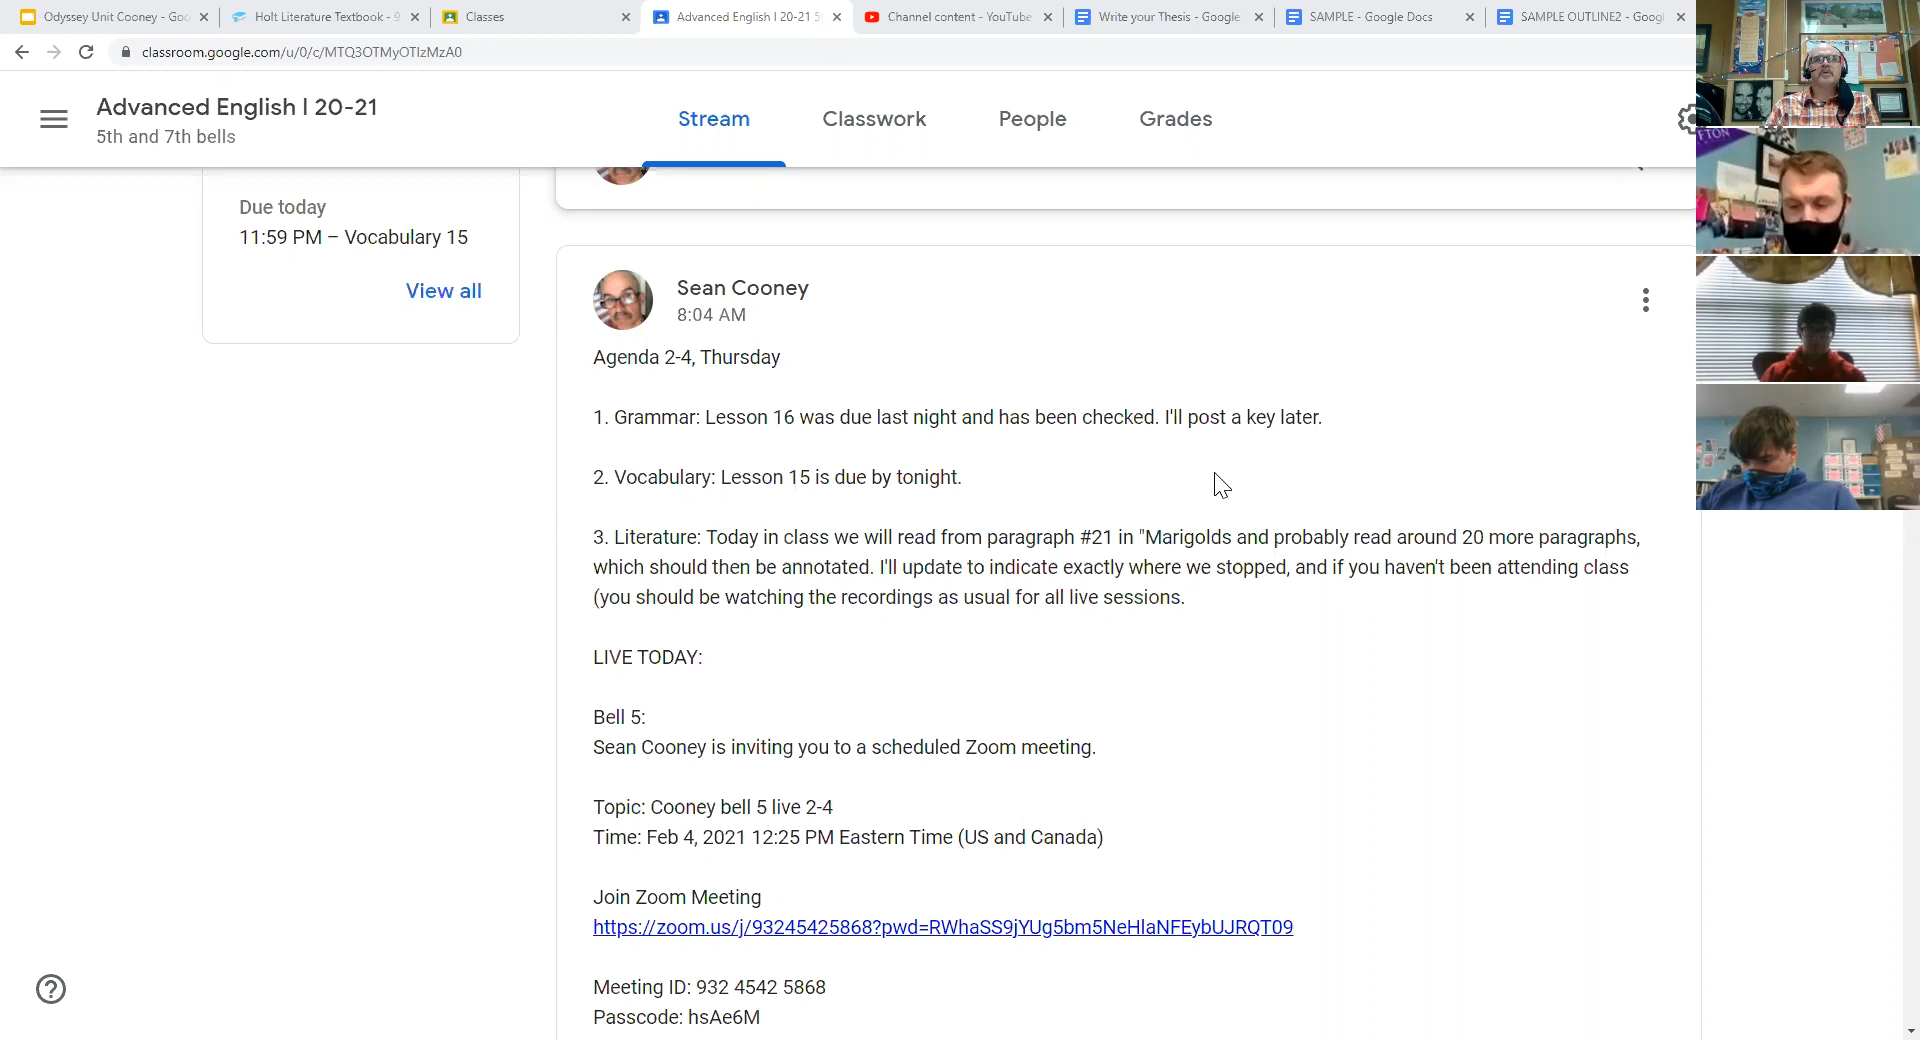 Odyssey Unit Cooney - Goo
Holt Literature Textbook - 9
Classes
Advanced English I 20-21 5
Channel content - YouTube
Write your Thesis - Google
SAMPLE - Google Docs
SAMPLE OUTLINE2 - Googl
classroom.google.com/u/0/c/MTQ3OTMyOTIzMzA0
Advanced English I 20-21
5th and 7th bells
Stream
Classwork
People
Grades
Due today
11:59 PM – Vocabulary 15
View all
Sean Cooney
8:04 AM
Agenda 2-4, Thursday
1. Grammar: Lesson 16 was due last night and has been checked. I'll post a key later.
2. Vocabulary: Lesson 15 is due by tonight.
3. Literature: Today in class we will read from paragraph #21 in "Marigolds and probably read around 20 more paragraphs,
which should then be annotated. I'll update to indicate exactly where we stopped, and if you haven't been attending class
(you should be watching the recordings as usual for all live sessions.
LIVE TODAY:
Bell 5:
Sean Cooney is inviting you to a scheduled Zoom meeting.
Topic: Cooney bell 5 live 2-4
Time: Feb 4, 2021 12:25 PM Eastern Time (US and Canada)
Join Zoom Meeting
https://zoom.us/j/93245425868?pwd=RWhaSS9jYUg5bm5NeHlaNFEybUJRQT09
Meeting ID: 932 4542 5868
Passcode: hsAe6M